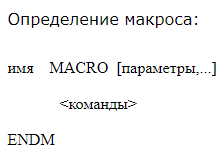 Определение макроса:
имя MACRO [параметры,...]
<команды>
ENDM